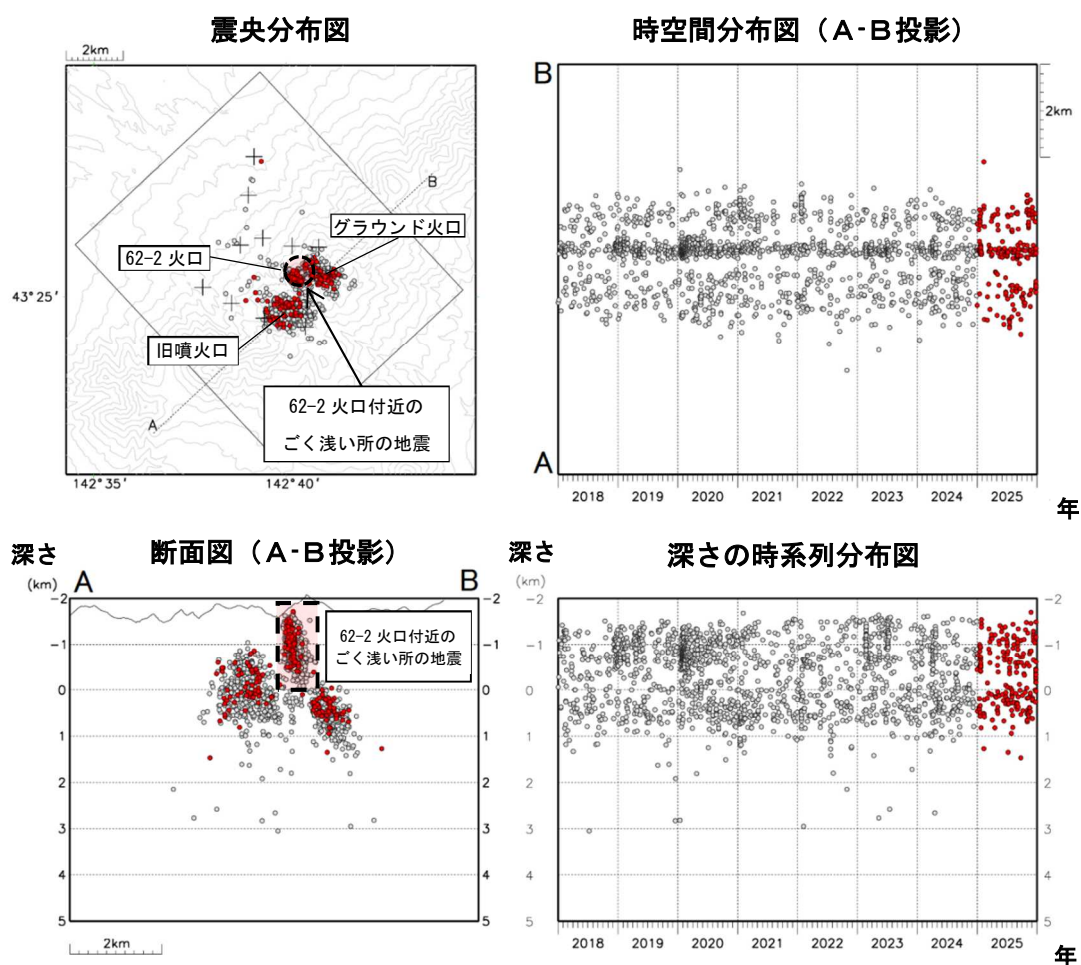 震央分布図
2km
B
グラウンド火口
62-2 火口
43°25′
旧噴火口
62-2 火口付近の
ごく浅い所の地震
A
142°35′ 142°40′
時空間分布図（A-B投影）
B
2km
A
2018 2019 2020 2021 2022 2023 2024 2025
年
深さ 断面図（A-B投影）
(km) A B
-2 -2
62-2 火口付近の
ごく浅い所の地震
-1 -1
0 0
1 1
2 2
3 3
4 4
5 5
2km
深さ 深さの時系列分布図
(km)
-2 -2
-1 -1
0 0
1 1
2 2
3 3
4 4
5 5
2018 2019 2020 2021 2022 2023 2024 2025
年